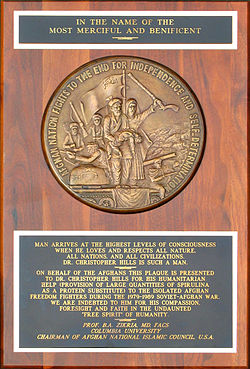 IN THE NAME OF THE
MOST MERCIFUL AND BENIFICENT
AFGHAN NATION FIGHTS TO THE END FOR INDEPENDENCE AND SELF-DETERMINATION
MAN ARRIVES AT THE HIGHEST LEVELS OF CONSCIOUSNESS
WHEN HE LOVES AND RESPECTS ALL NATURE,
ALL NATIONS, AND ALL CIVILIZATIONS.
DR. CHRISTOPHER HILLS IS SUCH A MAN.
ON BEHALF OF THE AFGHANS THIS PLAQUE IS PRESENTED
TO DR. CHRISTOPHER HILLS FOR HIS HUMANITARIAN
HELP (PROVISION OF LARGE QUANTITIES OF SPIRULINA
AS A PROTEIN SUBSTITUTE) TO THE ISOLATED AFGHAN
FREEDOM FIGHTERS DURING THE 1979-1989 SOVIET-AFGHAN WAR.
WE ARE INDEBTED TO HIM FOR HIS COMPASSION,
FORESIGHT AND FAITH IN THE UNDAUNTED
"FREE SPIRIT" OF HUMANITY.
PROF. B.A. ZIKRIA, MD, FACS
COLUMBIA UNIVERSITY
CHAIRMAN OF AFGHAN NATIONAL ISLAMIC COUNCIL, U.S.A.